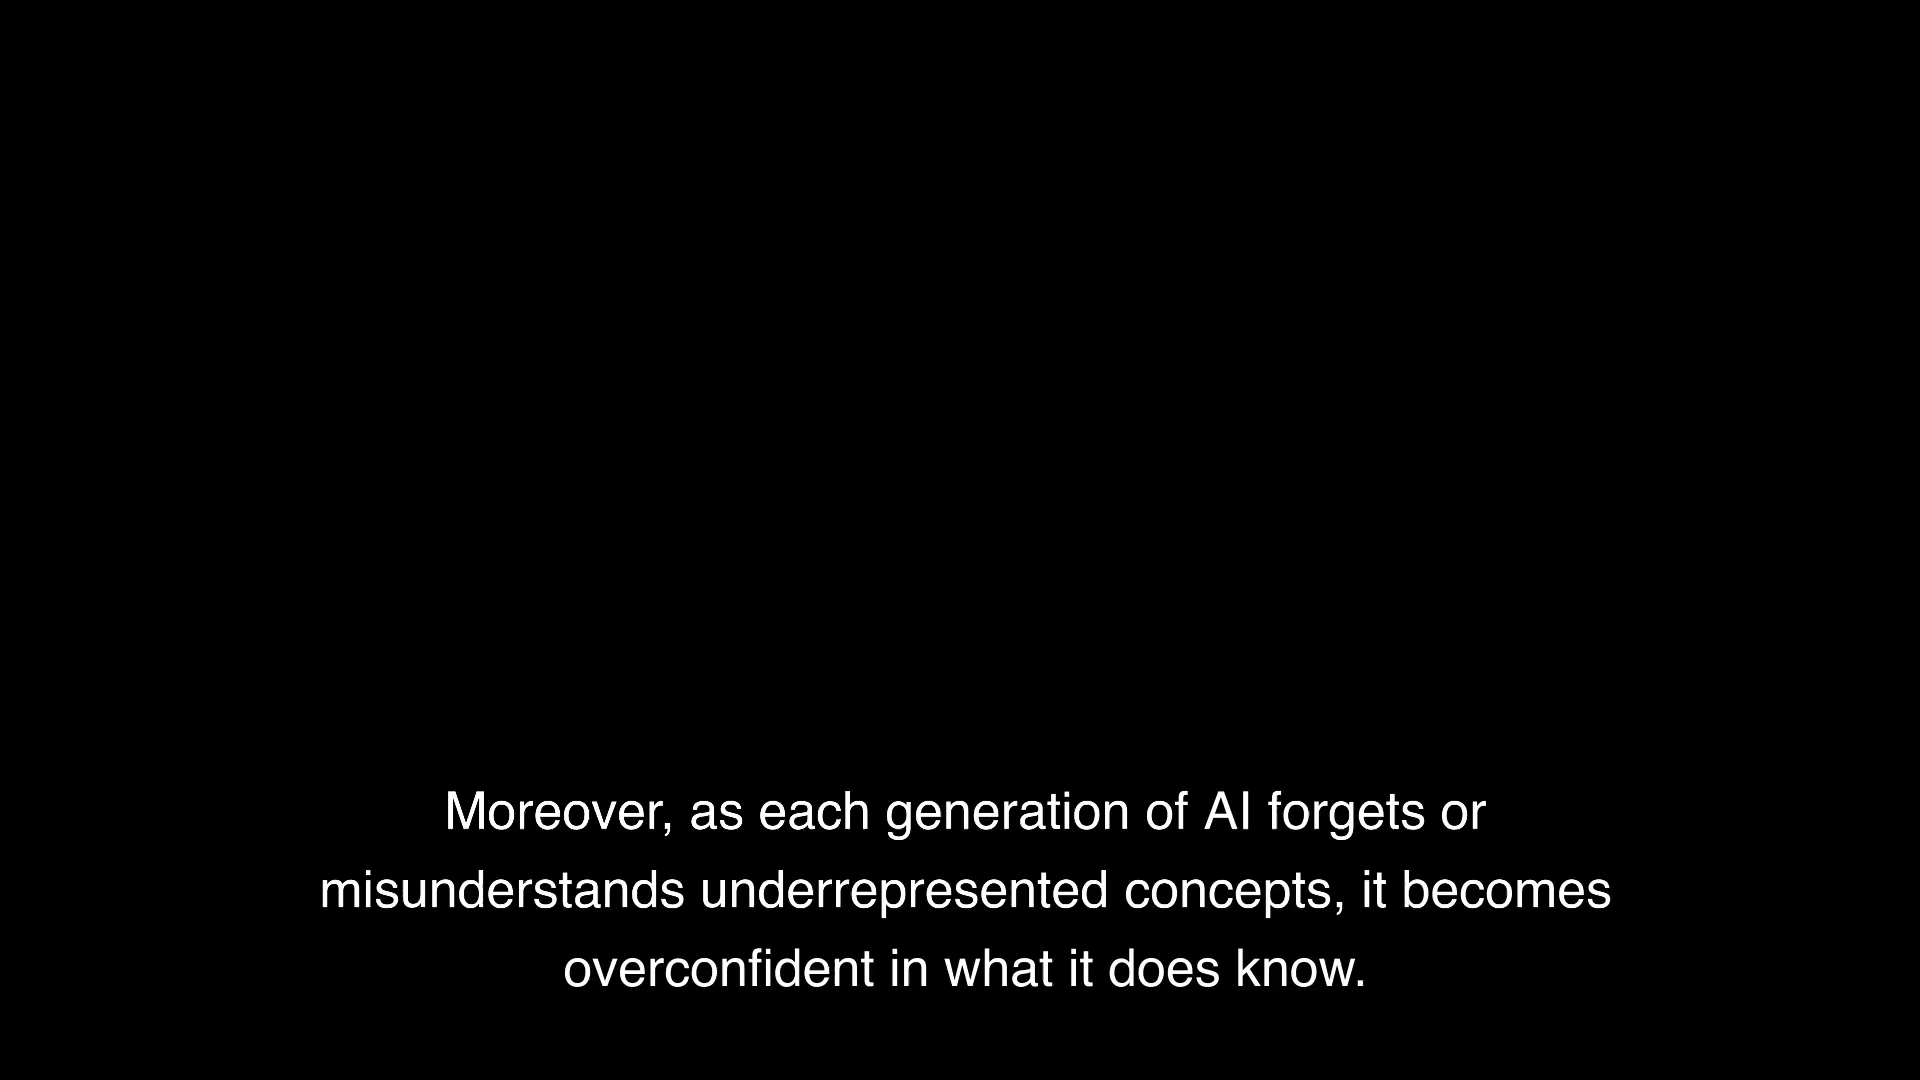 Moreover, as each generation of AI forgets or
misunderstands underrepresented concepts, it becomes
overconfident in what it does know.